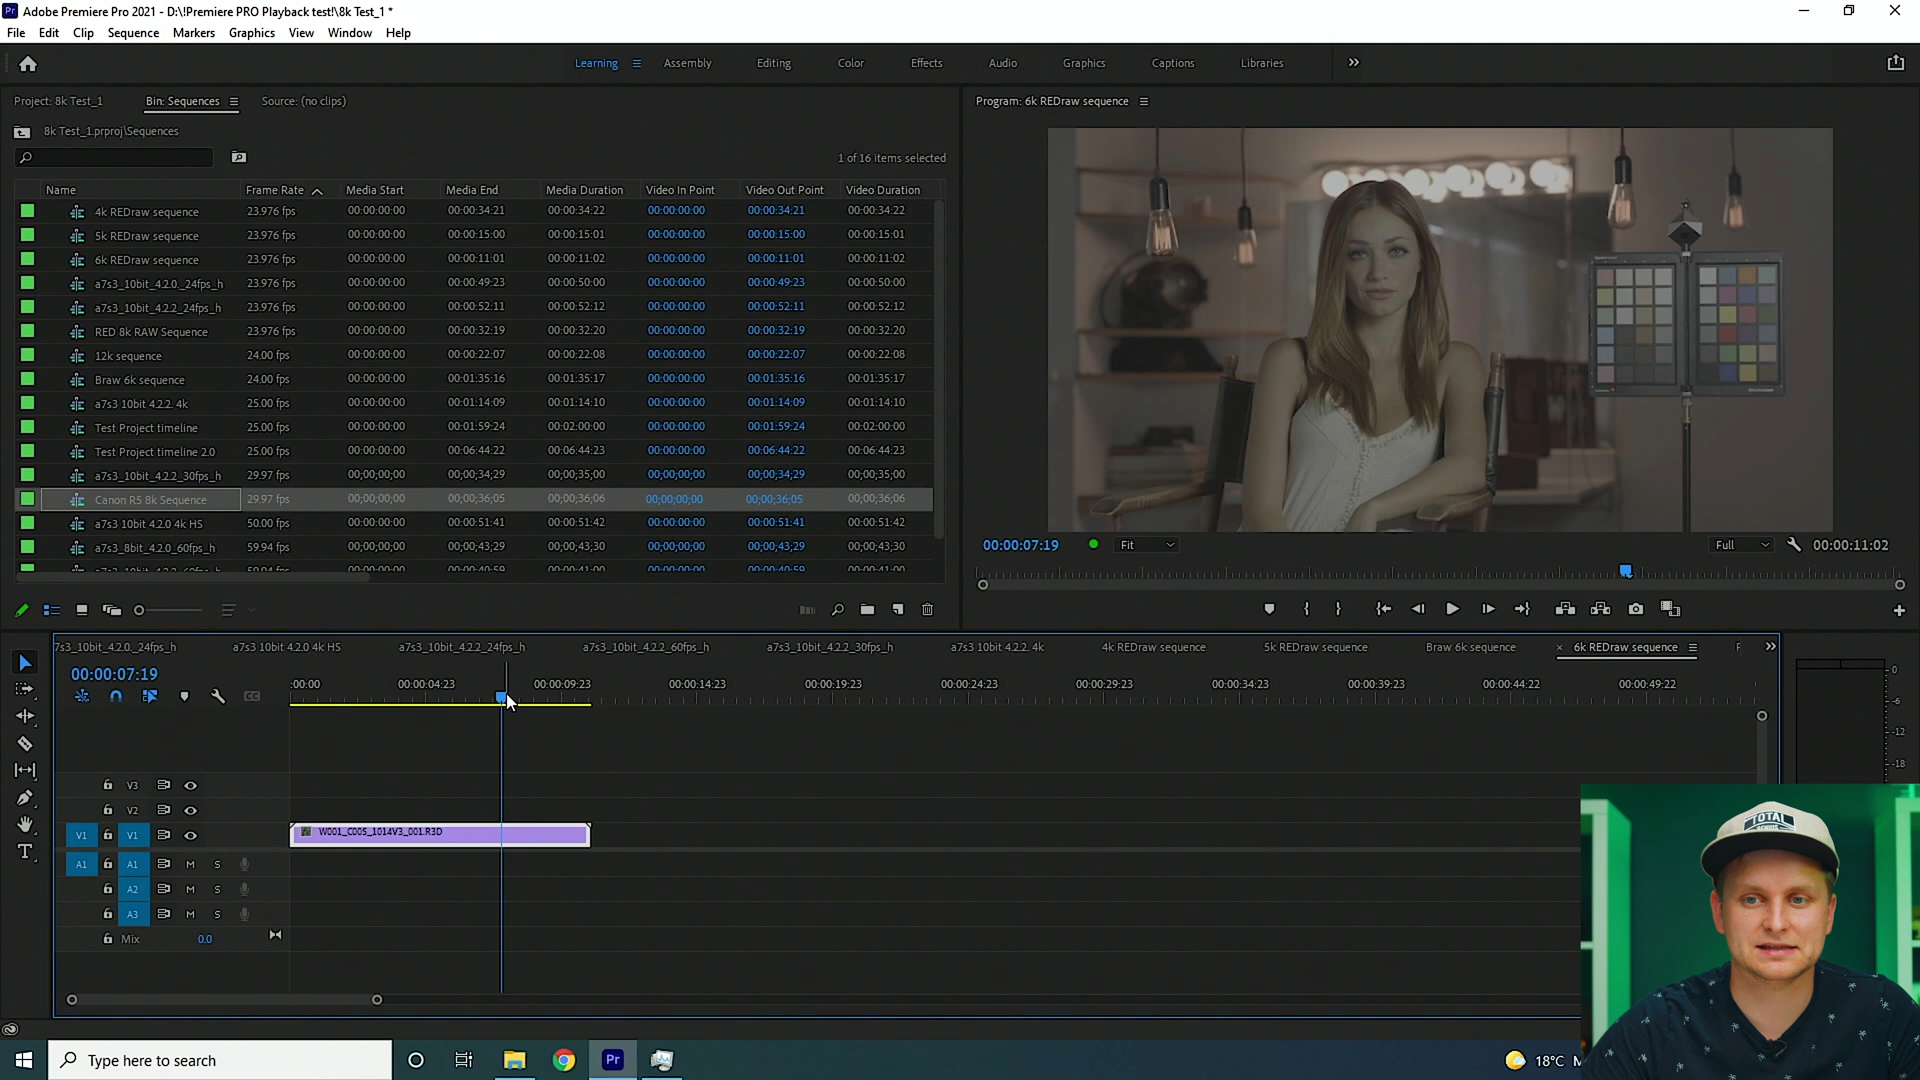 Adobe Premiere Pro 2021 - D:\!Premiere PRO Playback test!\8k Test_1 *
File Edit Clip Sequence Markers Graphics View Window Help
Learning Assembly Editing Color Effects Audio Graphics Captions Libraries
Project: 8k Test_1 Bin: Sequences Source: (no clips)
Program: 6k REDraw sequence
8k Test_1.prproj\Sequences
1 of 16 items selected
Name Frame Rate Media Start Media End Media Duration Video In Point Video Out Point Video Duration
4k REDraw sequence 23.976 fps 00:00:00:00 00:00:34:21 00:00:34:22 00:00:00:00 00:00:34:21 00:00:34:22
5k REDraw sequence 23.976 fps 00:00:00:00 00:00:15:00 00:00:15:01 00:00:00:00 00:00:15:00 00:00:15:01
6k REDraw sequence 23.976 fps 00:00:00:00 00:00:11:01 00:00:11:02 00:00:00:00 00:00:11:01 00:00:11:02
a7s3_10bit_4.2.0._24fps_h 23.976 fps 00:00:00:00 00:00:49:23 00:00:50:00 00:00:00:00 00:00:49:23 00:00:50:00
a7s3_10bit_4.2.2_24fps_h 23.976 fps 00:00:00:00 00:00:52:11 00:00:52:12 00:00:00:00 00:00:52:11 00:00:52:12
RED 8k RAW Sequence 23.976 fps 00:00:00:00 00:00:32:19 00:00:32:20 00:00:00:00 00:00:32:19 00:00:32:20
12k sequence 24.00 fps 00:00:00:00 00:00:22:07 00:00:22:08 00:00:00:00 00:00:22:07 00:00:22:08
Braw 6k sequence 24.00 fps 00:00:00:00 00:01:35:16 00:01:35:17 00:00:00:00 00:01:35:16 00:01:35:17
a7s3 10bit 4.2.2. 4k 25.00 fps 00:00:00:00 00:01:14:09 00:01:14:10 00:00:00:00 00:01:14:09 00:01:14:10
Test Project timeline 25.00 fps 00:00:00:00 00:01:59:24 00:02:00:00 00:00:00:00 00:01:59:24 00:02:00:00
Test Project timeline 2.0 25.00 fps 00:00:00:00 00:06:44:22 00:06:44:23 00:00:00:00 00:06:44:22 00:06:44:23
a7s3_10bit_4.2.2_30fps_h 29.97 fps 00;00;00;00 00;00;34;29 00;00;35;00 00;00;00;00 00;00;34;29 00;00;35;00
Canon R5 8k Sequence 29.97 fps 00;00;00;00 00;00;36;05 00;00;36;06 00;00;00;00 00;00;36;05 00;00;36;06
a7s3 10bit 4.2.0 4k HS 50.00 fps 00:00:00:00 00:00:51:41 00:00:51:42 00:00:00:00 00:00:51:41 00:00:51:42
a7s3_8bit_4.2.0_60fps_h 59.94 fps 00;00;00;00 00;00;43;29 00;00;43;30 00;00;00;00 00;00;43;29 00;00;43;30
00:00:07:19 Fit Full 00:00:11:02
7s3_10bit_4.2.0._24fps_h a7s3 10bit 4.2.0 4k HS a7s3_10bit_4.2.2_24fps_h a7s3_10bit_4.2.2_60fps_h a7s3_10bit_4.2.2_30fps_h a7s3 10bit 4.2.2. 4k 4k REDraw sequence 5k REDraw sequence Braw 6k sequence × 6k REDraw sequence
00:00:07:19
:00:00 00:00:04:23 00:00:09:23 00:00:14:23 00:00:19:23 00:00:24:23 00:00:29:23 00:00:34:23 00:00:39:23 00:00:44:22 00:00:49:22
0
-6
-12
-18
V3
V2
V1 V1 W001_C005_1014V3_001.R3D
A1 A1 M S
A2 M S
A3 M S
Mix 0.0
TOTAL
Type here to search
Pr
18°C